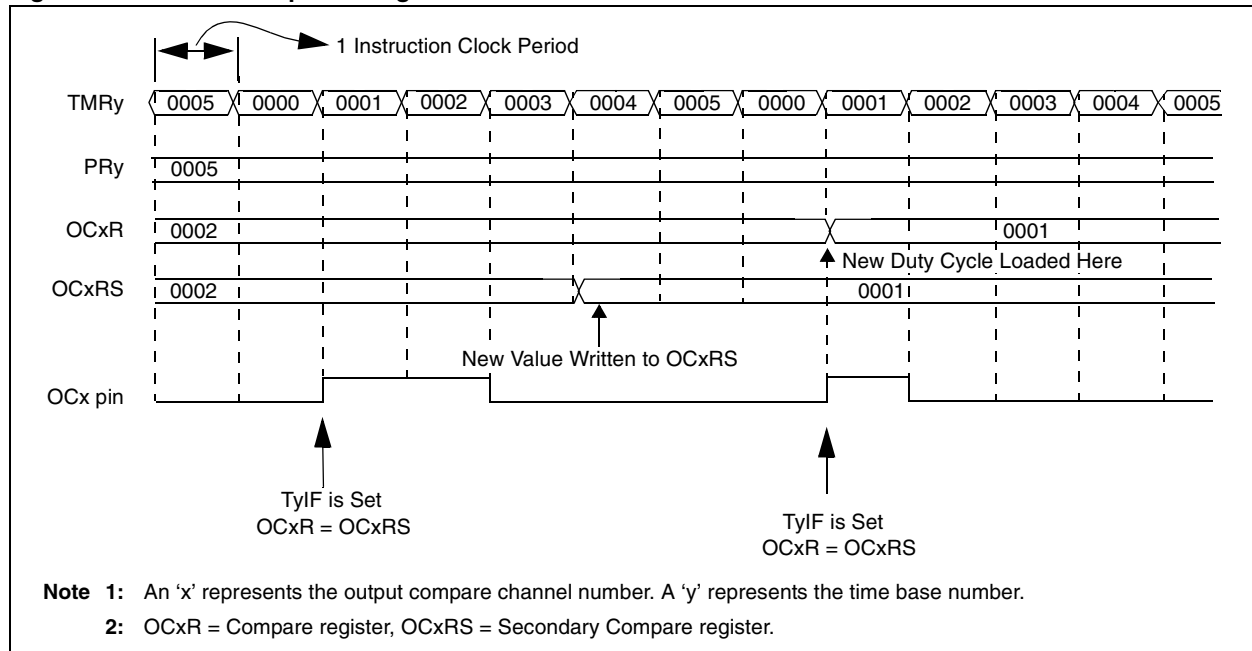 1 Instruction Clock Period
TMRy 0005 0000 0001 0002 0003 0004 0005 0000 0001 0002 0003 0004 0005
PRy 0005
OCxR 0002 0001
New Duty Cycle Loaded Here
OCxRS 0002 0001
New Value Written to OCxRS
OCx pin
TyIF is Set
OCxR = OCxRS
TyIF is Set
OCxR = OCxRS
Note 1: An ‘x’ represents the output compare channel number. A ‘y’ represents the time base number.
2: OCxR = Compare register, OCxRS = Secondary Compare register.